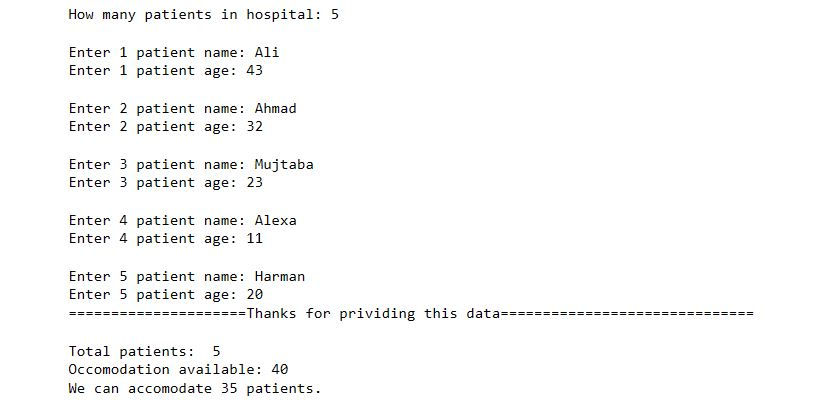 How many patients in hospital: 5
Enter 1 patient name: Ali
Enter 1 patient age: 43
Enter 2 patient name: Ahmad
Enter 2 patient age: 32
Enter 3 patient name: Mujtaba
Enter 3 patient age: 23
Enter 4 patient name: Alexa
Enter 4 patient age: 11
Enter 5 patient name: Harman
Enter 5 patient age: 20
=====================Thanks for prividing this data==============================
Total patients:  5
Occomodation available: 40
We can accomodate 35 patients.